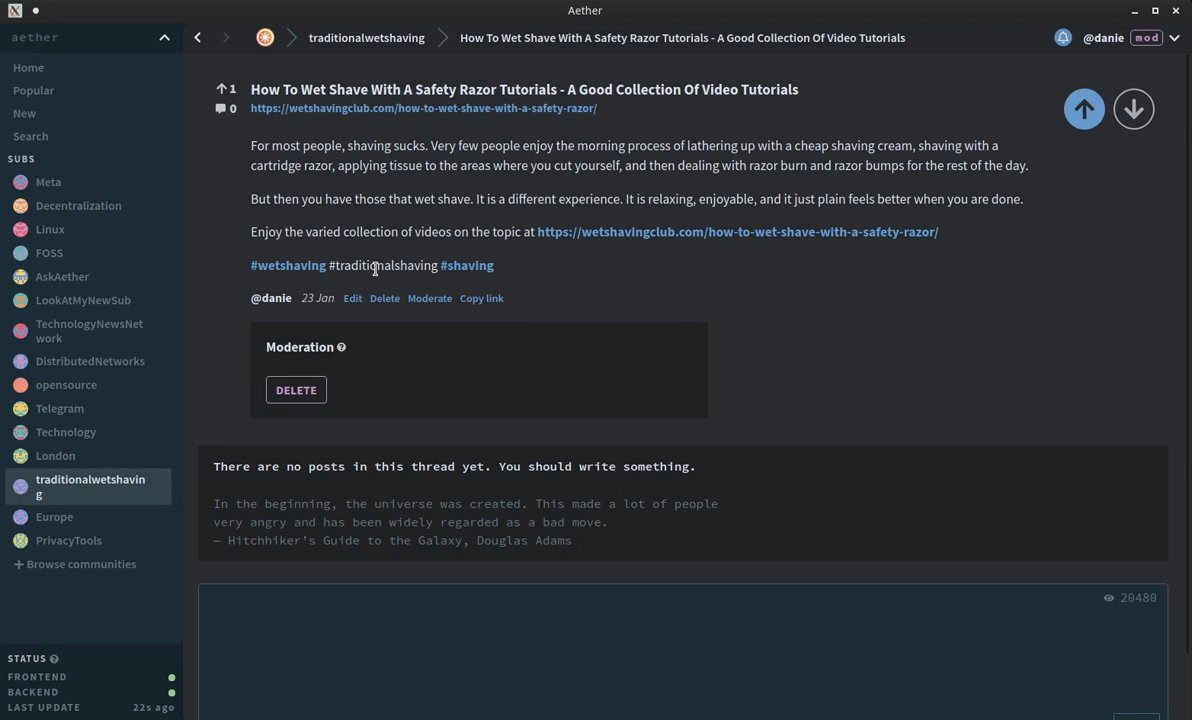 Aether
aether
traditionalwetshaving
How To Wet Shave With A Safety Razor Tutorials - A Good Collection Of Video Tutorials
@danie
mod
Home
Popular
New
Search
SUBS
Meta
Decentralization
Linux
FOSS
AskAether
LookAtMyNewSub
TechnologyNewsNet
work
DistributedNetworks
opensource
Telegram
Technology
London
traditionalwetshavin
g
Europe
PrivacyTools
+ Browse communities
STATUS
FRONTEND
BACKEND
LAST UPDATE 22s ago
1
How To Wet Shave With A Safety Razor Tutorials - A Good Collection Of Video Tutorials
0
https://wetshavingclub.com/how-to-wet-shave-with-a-safety-razor/
For most people, shaving sucks. Very few people enjoy the morning process of lathering up with a cheap shaving cream, shaving with a
cartridge razor, applying tissue to the areas where you cut yourself, and then dealing with razor burn and razor bumps for the rest of the day.
But then you have those that wet shave. It is a different experience. It is relaxing, enjoyable, and it just plain feels better when you are done.
Enjoy the varied collection of videos on the topic at https://wetshavingclub.com/how-to-wet-shave-with-a-safety-razor/
#wetshaving #traditionalshaving #shaving
@danie 23 Jan Edit Delete Moderate Copy link
Moderation
DELETE
There are no posts in this thread yet. You should write something.
In the beginning, the universe was created. This made a lot of people
very angry and has been widely regarded as a bad move.
— Hitchhiker's Guide to the Galaxy, Douglas Adams
20480